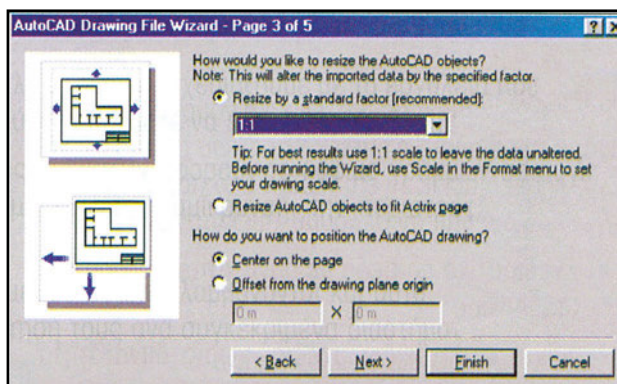 AutoCAD Drawing File Wizard - Page 3 of 5
How would you like to resize the AutoCAD objects?
Note: This will alter the imported data by the specified factor.
Resize by a standard factor (recommended):
1:1
Tip: For best results use 1:1 scale to leave the data unaltered.
Before running the Wizard, use Scale in the Format menu to set
your drawing scale.
Resize AutoCAD objects to fit Actrix page
How do you want to position the AutoCAD drawing?
Center on the page
Offset from the drawing plane origin
0 m X 0 m
< Back Next > Finish Cancel